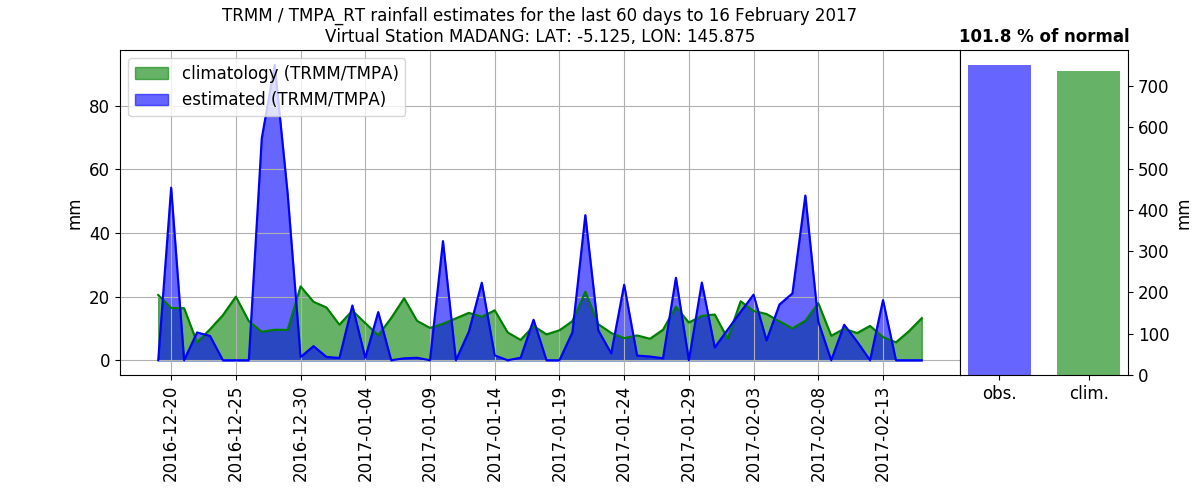 TRMM / TMPA_RT rainfall estimates for the last 60 days to 16 February 2017
Virtual Station MADANG: LAT: -5.125, LON: 145.875
101.8 % of normal
climatology (TRMM/TMPA)
estimated (TRMM/TMPA)
mm
80
60
40
20
0
2016-12-20
2016-12-25
2016-12-30
2017-01-04
2017-01-09
2017-01-14
2017-01-19
2017-01-24
2017-01-29
2017-02-03
2017-02-08
2017-02-13
700
600
500
400
300
200
100
0
mm
obs.
clim.